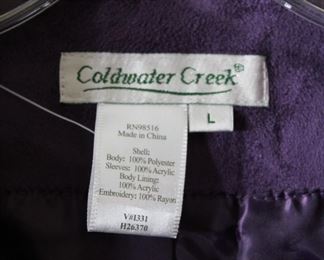 Coldwater Creek®
L
RN98516
Made in China
Shell:
Body: 100% Polyester
Sleeves: 100% Acrylic
Body Lining:
100% Acrylic
Embroidery: 100% Rayon
V#1331
H26370